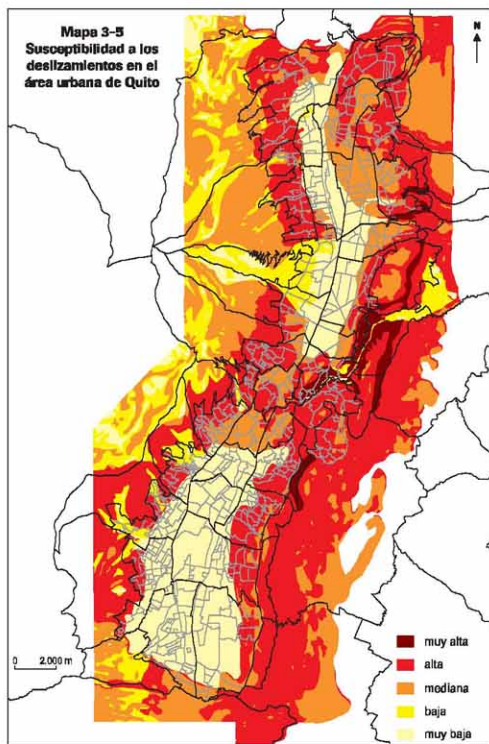 Mapa 3-5
Susceptibilidad a los
deslizamientos en el
área urbana de Quito
N
muy alta
alta
mediana
baja
muy baja
0 2.000 m